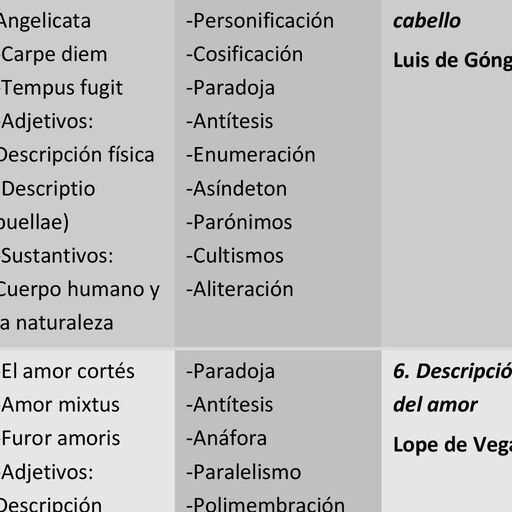 Angelicata
-Carpe diem
-Tempus fugit
-Adjetivos:
Descripción física
Descriptio
puellae)
-Sustantivos:
Cuerpo humano y
la naturaleza
-Personificación
-Cosificación
-Paradoja
-Antítesis
-Enumeración
-Asíndeton
-Parónimos
-Cultismos
-Aliteración
cabello
Luis de Góng
-El amor cortés
-Amor mixtus
-Furor amoris
-Adjetivos:
Descripción
-Paradoja
-Antítesis
-Anáfora
-Paralelismo
-Polimembración
6. Descripció
del amor
Lope de Vega